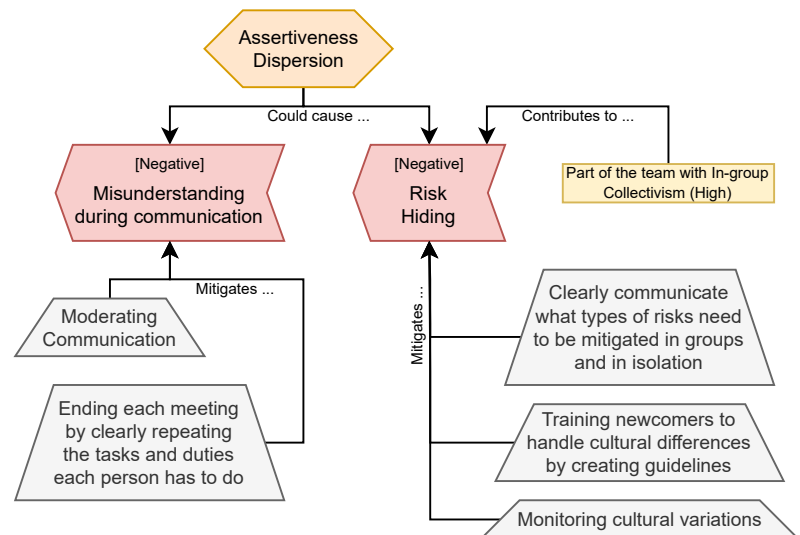 Assertiveness
Dispersion
Could cause ...
Contributes to ...
[Negative]
Misunderstanding
during communication
[Negative]
Risk
Hiding
Part of the team with In-group
Collectivism (High)
Mitigates ...
Mitigates ...
Moderating
Communication
Ending each meeting
by clearly repeating
the tasks and duties
each person has to do
Clearly communicate
what types of risks need
to be mitigated in groups
and in isolation
Training newcomers to
handle cultural differences
by creating guidelines
Monitoring cultural variations